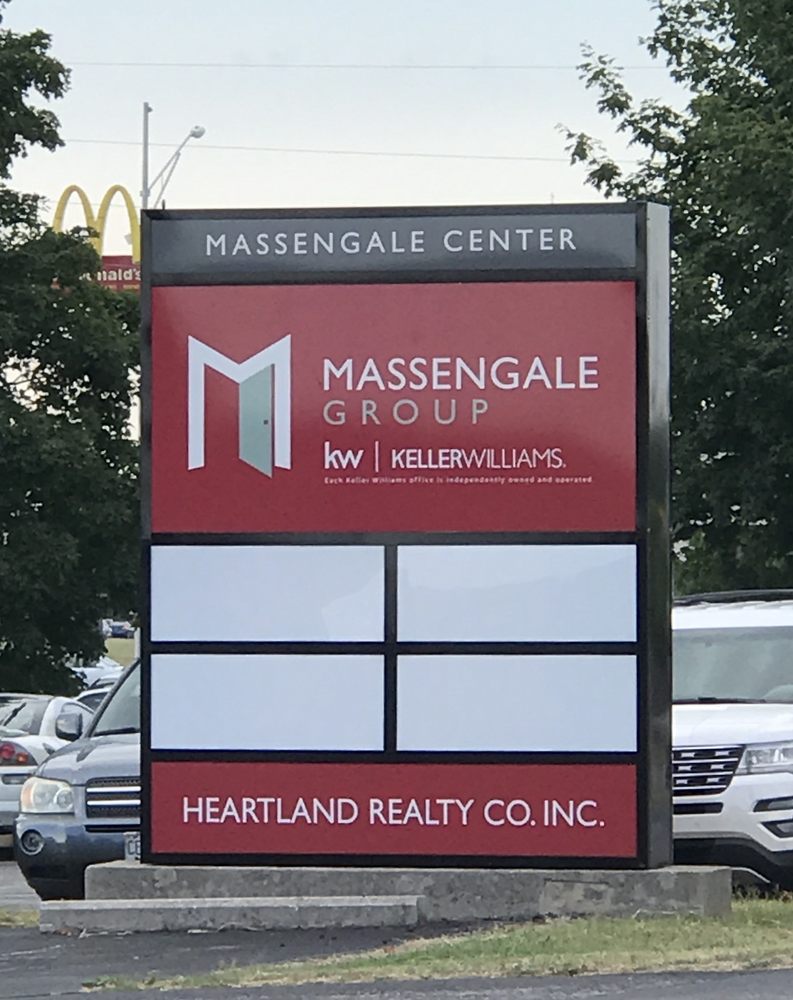 MASSENGALE CENTER
nald's
MASSENGALE
GROUP
kw | KELLERWILLIAMS.
Each Keller Williams office is independently owned and operated.
HEARTLAND REALTY CO. INC.